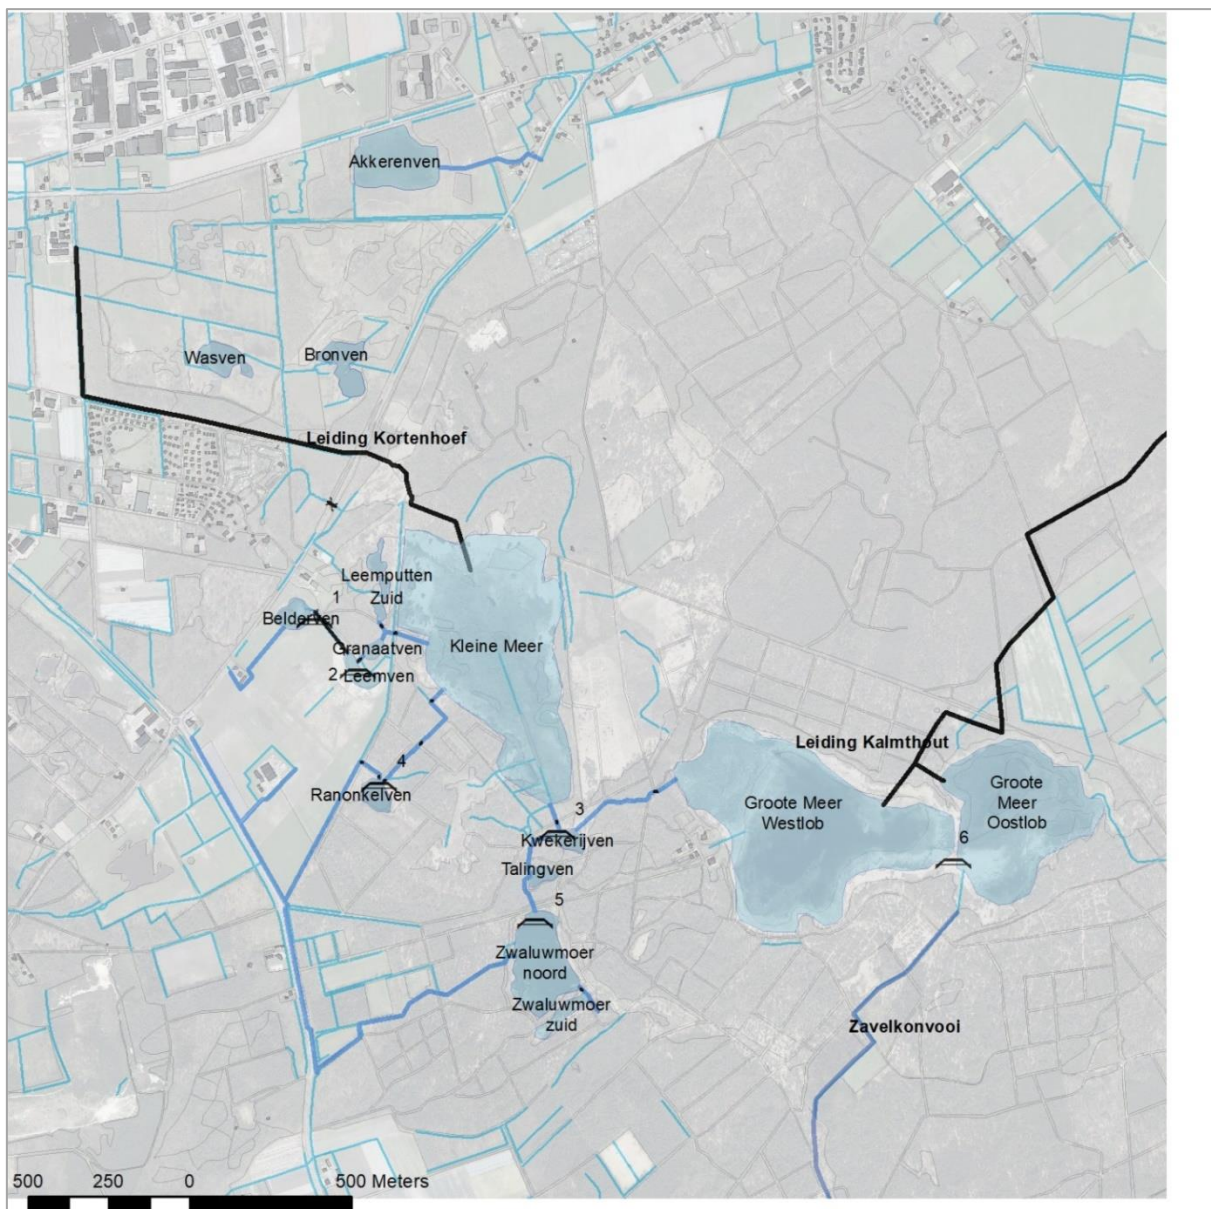 Akkerenven
Wasven
Bronven
Leiding Kortenhoef
Leemputten
Zuid
1
Belderven
Granaatven
Kleine Meer
2
Leemven
Leiding Kalmthout
4
Ranonkelven
Groote Meer
Westlob
Groote
Meer
Oostlob
3
Kwekerijven
6
Talingven
5
Zwaluwmoer
noord
Zwaluwmoer
zuid
Zavelkonvooi
500 250 0 500 Meters